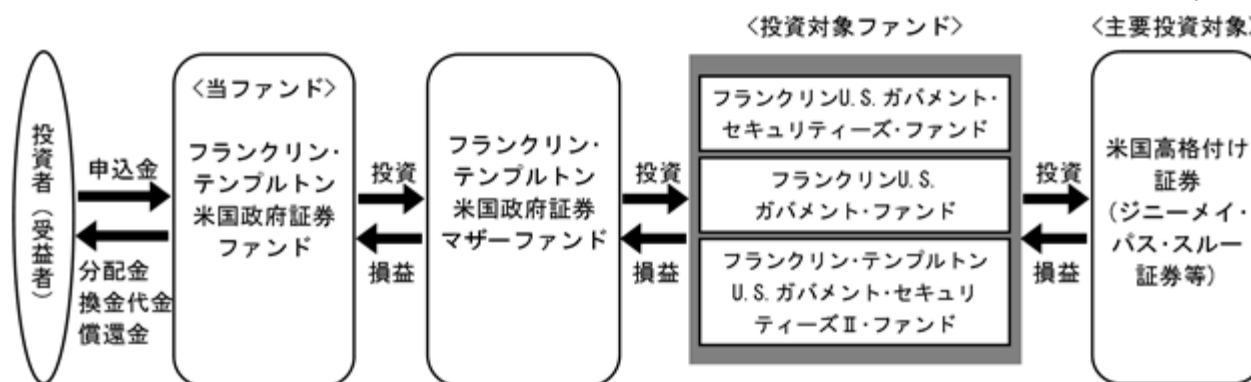 <投資対象ファンド>
<主要投資対象>
投資者（受益者）
申込金
分配金
換金代金
償還金
<当ファンド>
フランクリン・
テンプルトン
米国政府証券
ファンド
投資
損益
フランクリン・
テンプルトン
米国政府証券
マザーファンド
投資
損益
フランクリンU.S.ガバメント・
セキュリティーズ・ファンド
フランクリンU.S.
ガバメント・ファンド
フランクリン・テンプルトン
U.S.ガバメント・セキュリ
ティーズⅡ・ファンド
投資
損益
米国高格付け
証券
（ジニーメイ・
パス・スルー
証券等）